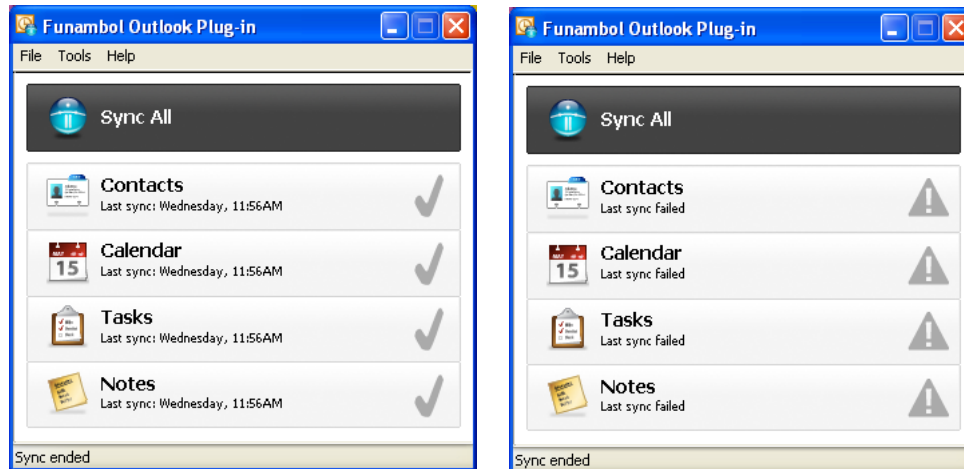 Funambol Outlook Plug-in
File Tools Help
Sync All
Contacts
Last sync: Wednesday, 11:56AM
Calendar
Last sync: Wednesday, 11:56AM
15
Tasks
Last sync: Wednesday, 11:56AM
Notes
Last sync: Wednesday, 11:56AM
Sync ended
Funambol Outlook Plug-in
File Tools Help
Sync All
Contacts
Last sync failed
Calendar
Last sync failed
15
Tasks
Last sync failed
Notes
Last sync failed
Sync ended